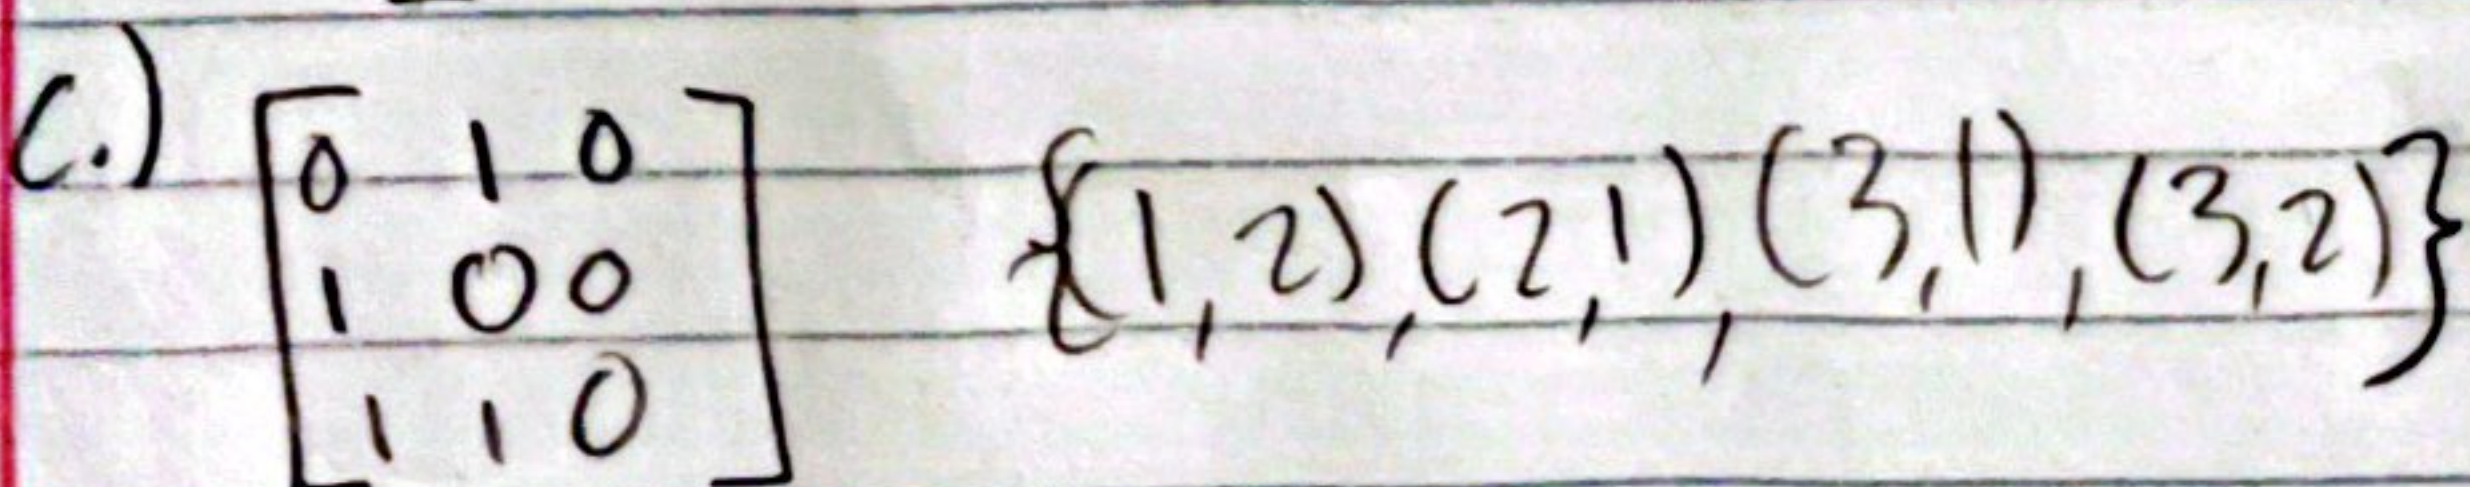 c.) [0 1 0
1 0 0
1 1 0] {(1,2),(2,1),(3,1),(3,2)}